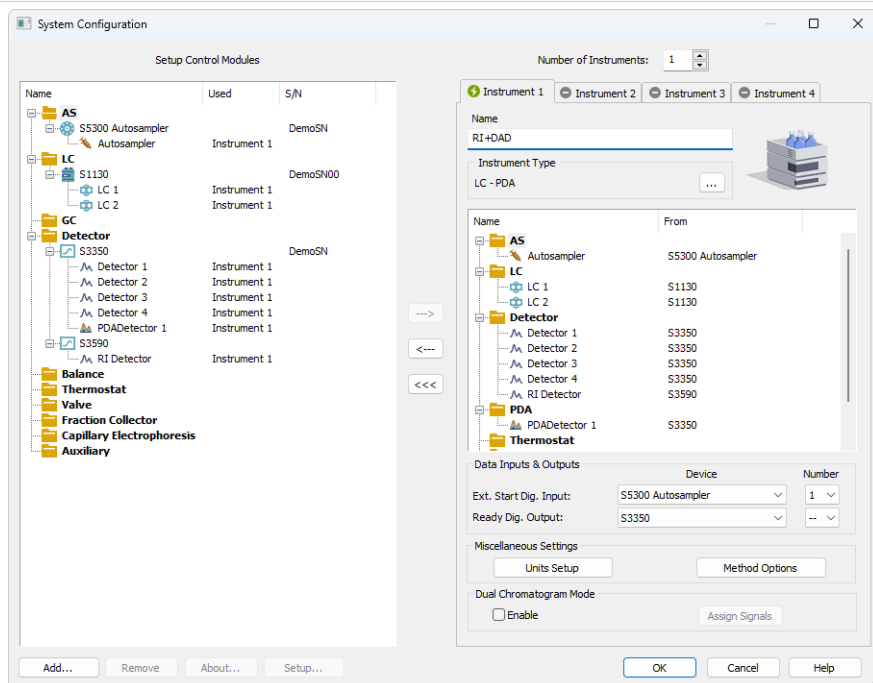 System Configuration
Setup Control Modules
Name Used S/N
AS
S5300 Autosampler DemoSN
Autosampler Instrument 1
LC
S1130 DemoSN00
LC 1 Instrument 1
LC 2 Instrument 1
GC
Detector
S3350 DemoSN
Detector 1 Instrument 1
Detector 2 Instrument 1
Detector 3 Instrument 1
Detector 4 Instrument 1
PDADetector 1 Instrument 1
S3590
RI Detector Instrument 1
Balance
Thermostat
Valve
Fraction Collector
Capillary Electrophoresis
Auxiliary
Add... Remove About... Setup...
--->
<---
<<<
Number of Instruments: 1
Instrument 1 Instrument 2 Instrument 3 Instrument 4
Name
RI+DAD
Instrument Type
LC - PDA ...
Name From
AS
Autosampler S5300 Autosampler
LC
LC 1 S1130
LC 2 S1130
Detector
Detector 1 S3350
Detector 2 S3350
Detector 3 S3350
Detector 4 S3350
RI Detector S3590
PDA
PDADetector 1 S3350
Thermostat
Data Inputs & Outputs
Device Number
Ext. Start Dig. Input: S5300 Autosampler 1
Ready Dig. Output: S3350 --
Miscellaneous Settings
Units Setup Method Options
Dual Chromatogram Mode
Enable Assign Signals
OK Cancel Help